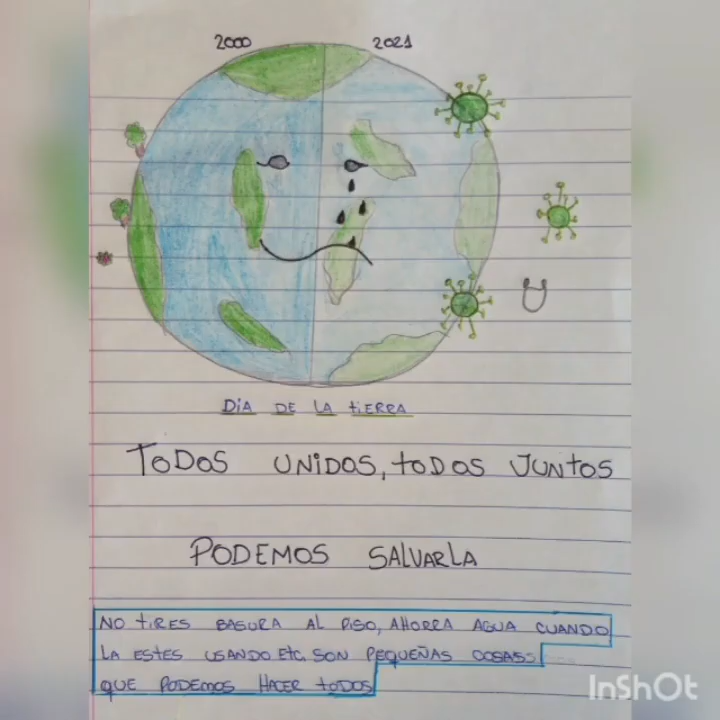 2000 2021
DIA DE LA TIERRA
TODOS UNIDOS, TODOS JUNTOS
PODEMOS SALVARLA
NO TIRES BASURA AL PISO, AHORRA AGUA CUANDO
LA ESTES USANDO ETC. SON PEQUEÑAS COSAS
QUE PODEMOS HACER TODOS
InShOt